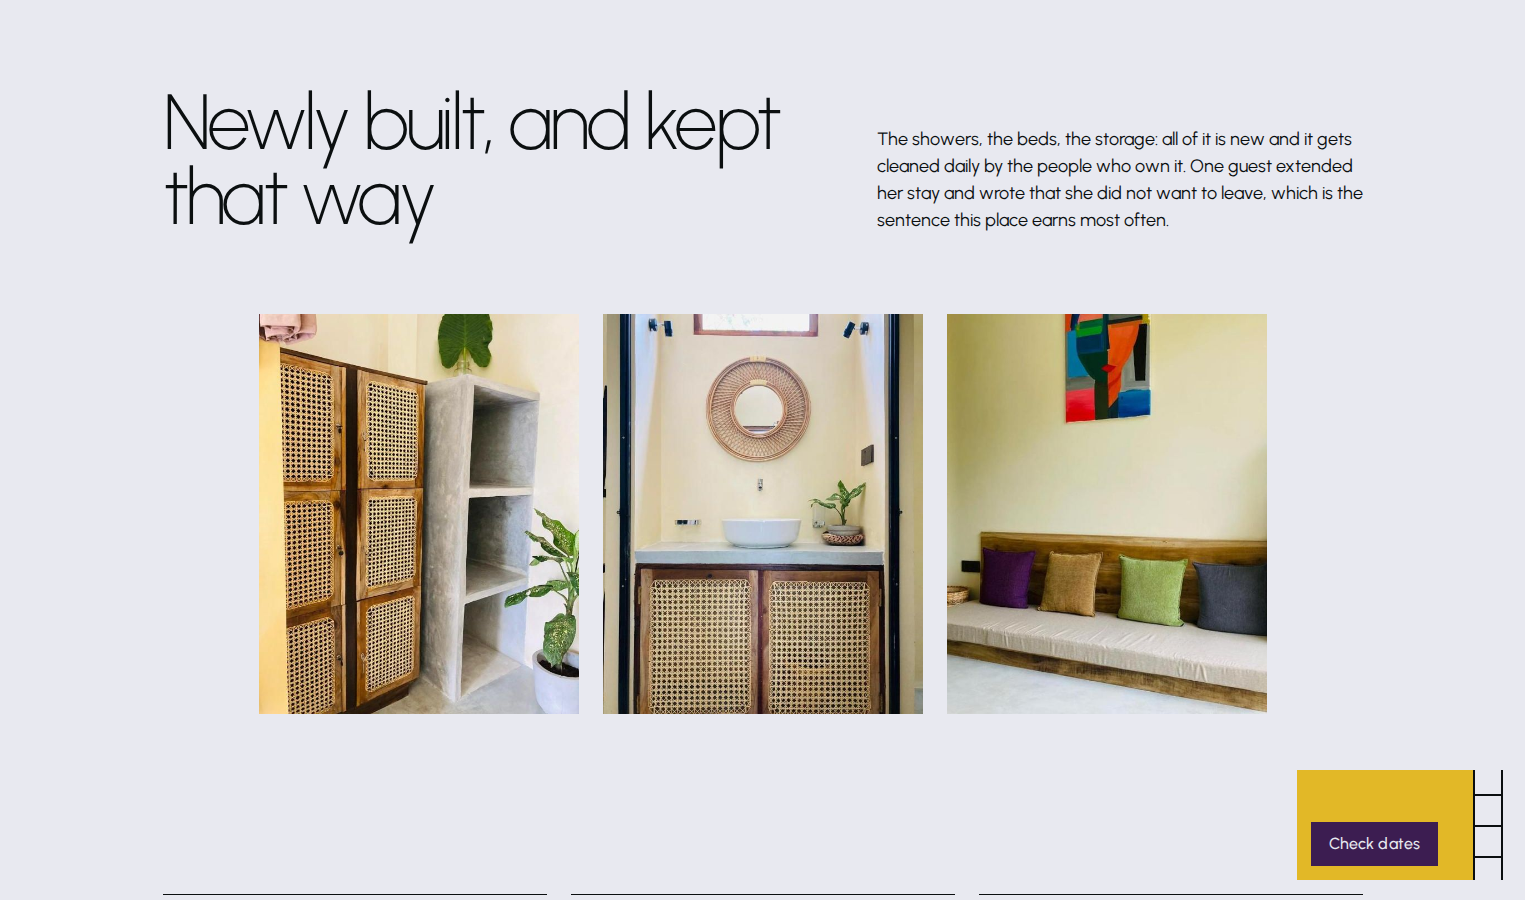 Newly built, and kept
that way
The showers, the beds, the storage: all of it is new and it gets
cleaned daily by the people who own it. One guest extended
her stay and wrote that she did not want to leave, which is the
sentence this place earns most often.
Check dates